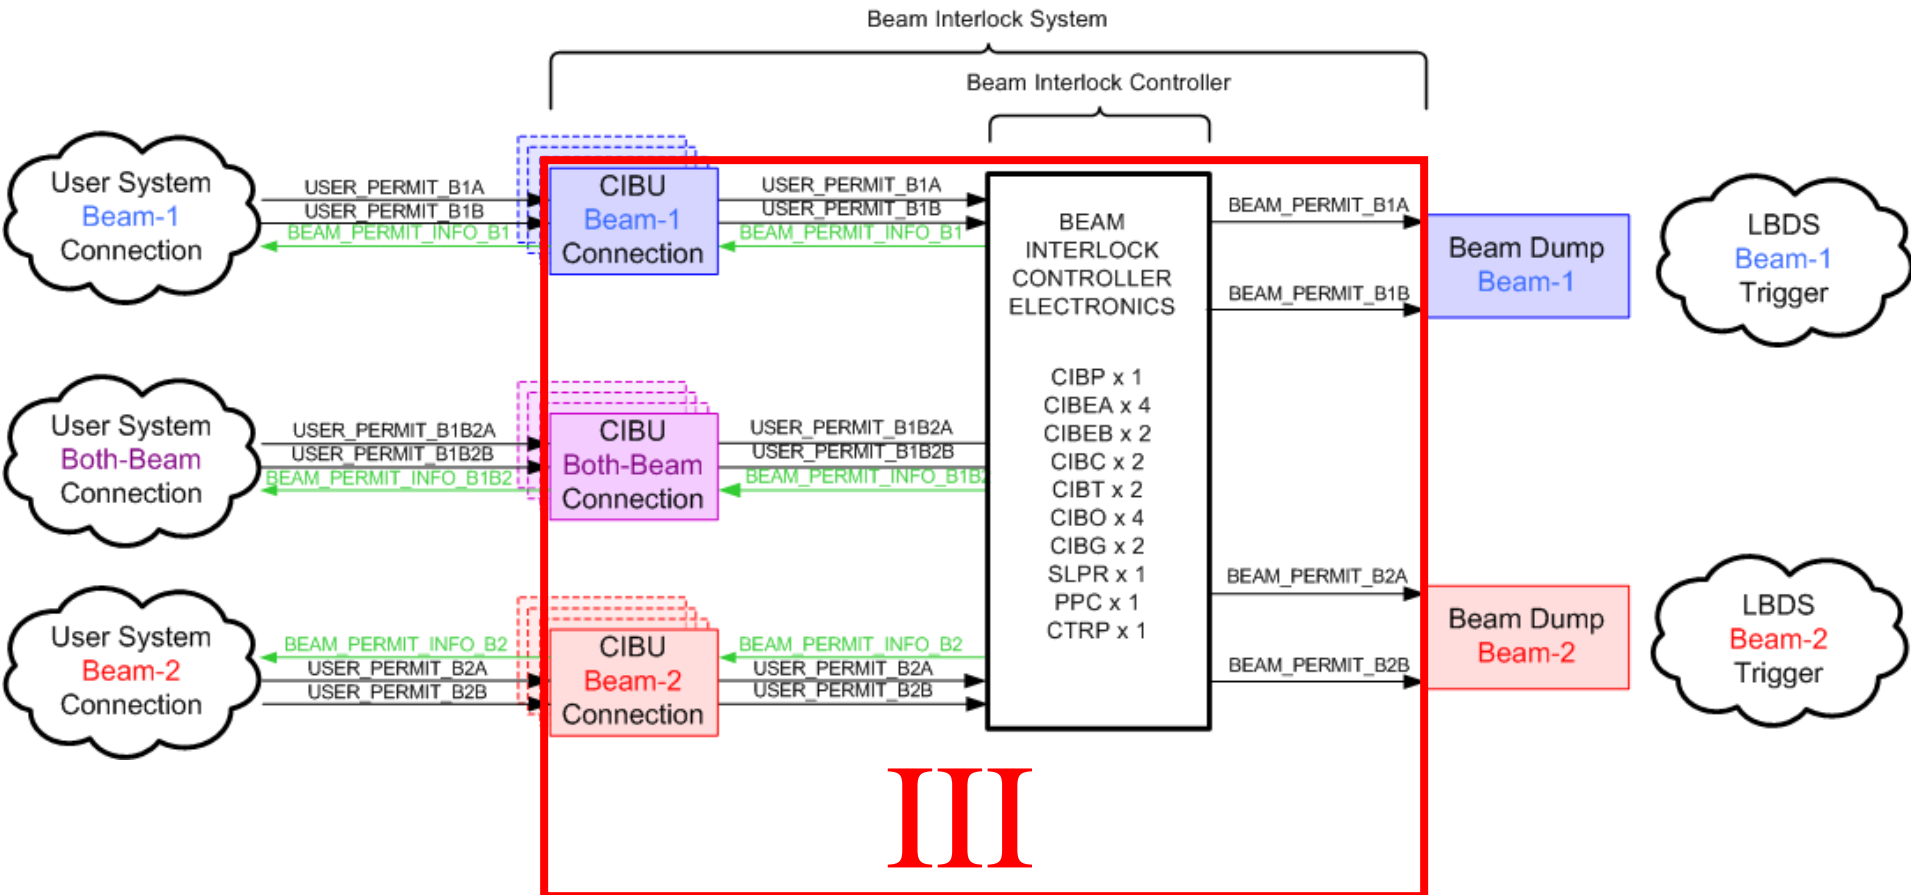 Beam Interlock System
Beam Interlock Controller
User System
Beam-1
Connection
USER_PERMIT_B1A
USER_PERMIT_B1B
BEAM_PERMIT_INFO_B1
CIBU
Beam-1
Connection
USER_PERMIT_B1A
USER_PERMIT_B1B
BEAM_PERMIT_INFO_B1
User System
Both-Beam
Connection
USER_PERMIT_B1B2A
USER_PERMIT_B1B2B
BEAM_PERMIT_INFO_B1B2
CIBU
Both-Beam
Connection
USER_PERMIT_B1B2A
USER_PERMIT_B1B2B
BEAM_PERMIT_INFO_B1B2
User System
Beam-2
Connection
BEAM_PERMIT_INFO_B2
USER_PERMIT_B2A
USER_PERMIT_B2B
CIBU
Beam-2
Connection
BEAM_PERMIT_INFO_B2
USER_PERMIT_B2A
USER_PERMIT_B2B
BEAM
INTERLOCK
CONTROLLER
ELECTRONICS
CIBP x 1
CIBEA x 4
CIBEB x 2
CIBC x 2
CIBT x 2
CIBO x 4
CIBG x 2
SLPR x 1
PPC x 1
CTRP x 1
BEAM_PERMIT_B1A
BEAM_PERMIT_B1B
Beam Dump
Beam-1
LBDS
Beam-1
Trigger
BEAM_PERMIT_B2A
BEAM_PERMIT_B2B
Beam Dump
Beam-2
LBDS
Beam-2
Trigger
III